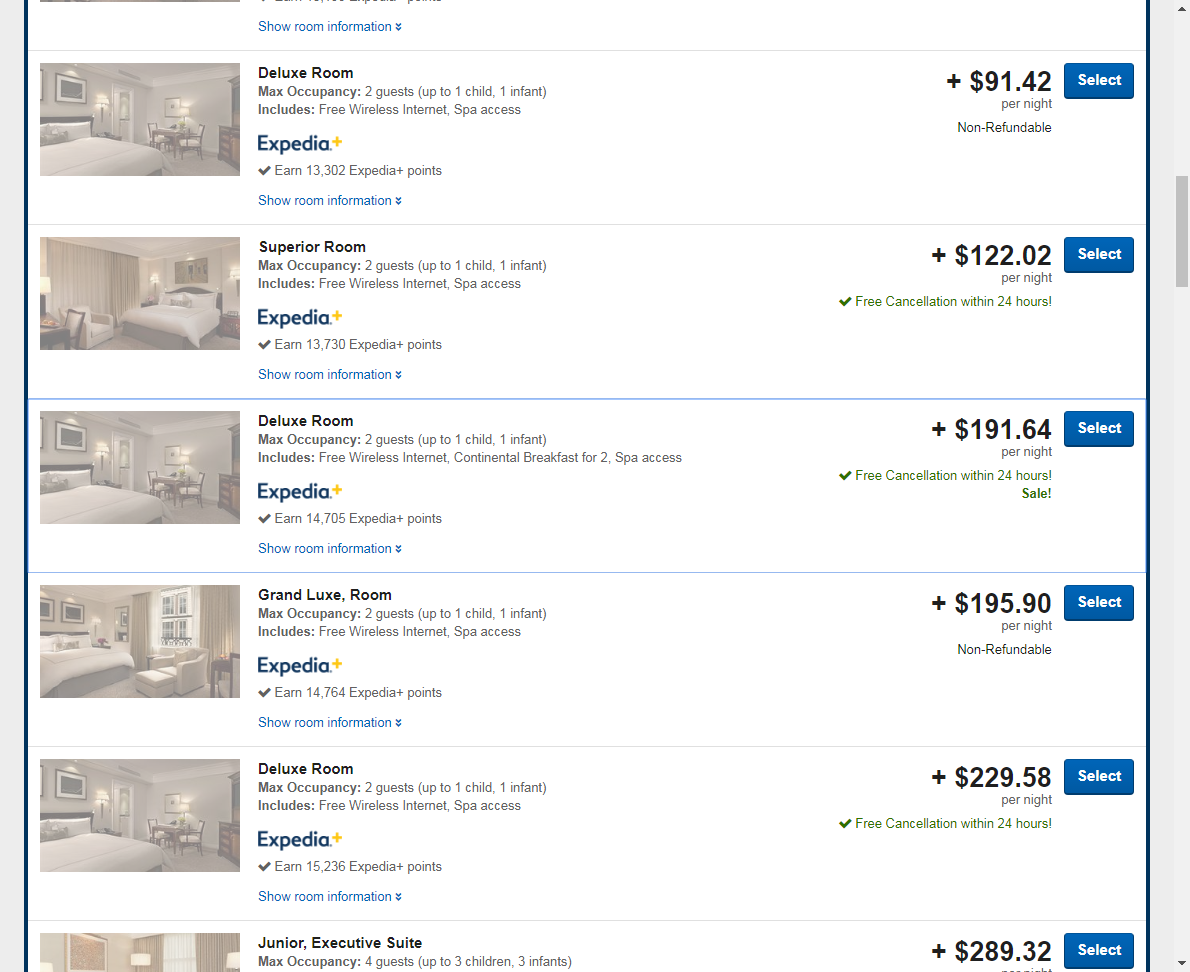 Show room information
Deluxe Room
Max Occupancy: 2 guests (up to 1 child, 1 infant)
Includes: Free Wireless Internet, Spa access
Expedia+
Earn 13,302 Expedia+ points
Show room information
+ $91.42
per night
Non-Refundable
Select
Superior Room
Max Occupancy: 2 guests (up to 1 child, 1 infant)
Includes: Free Wireless Internet, Spa access
Expedia+
Earn 13,730 Expedia+ points
Show room information
+ $122.02
per night
Free Cancellation within 24 hours!
Select
Deluxe Room
Max Occupancy: 2 guests (up to 1 child, 1 infant)
Includes: Free Wireless Internet, Continental Breakfast for 2, Spa access
Expedia+
Earn 14,705 Expedia+ points
Show room information
+ $191.64
per night
Free Cancellation within 24 hours!
Sale!
Select
Grand Luxe, Room
Max Occupancy: 2 guests (up to 1 child, 1 infant)
Includes: Free Wireless Internet, Spa access
Expedia+
Earn 14,764 Expedia+ points
Show room information
+ $195.90
per night
Non-Refundable
Select
Deluxe Room
Max Occupancy: 2 guests (up to 1 child, 1 infant)
Includes: Free Wireless Internet, Spa access
Expedia+
Earn 15,236 Expedia+ points
Show room information
+ $229.58
per night
Free Cancellation within 24 hours!
Select
Junior, Executive Suite
Max Occupancy: 4 guests (up to 3 children, 3 infants)
+ $289.32
per night
Select